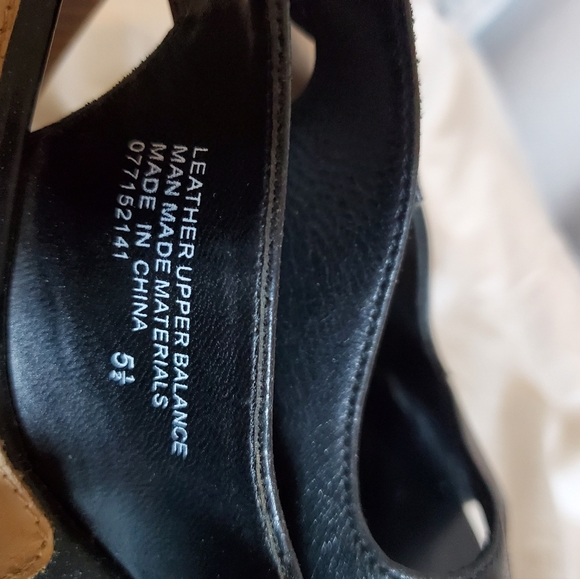 LEATHER UPPER BALANCE
MAN MADE MATERIALS
MADE IN CHINA
077152141 5½